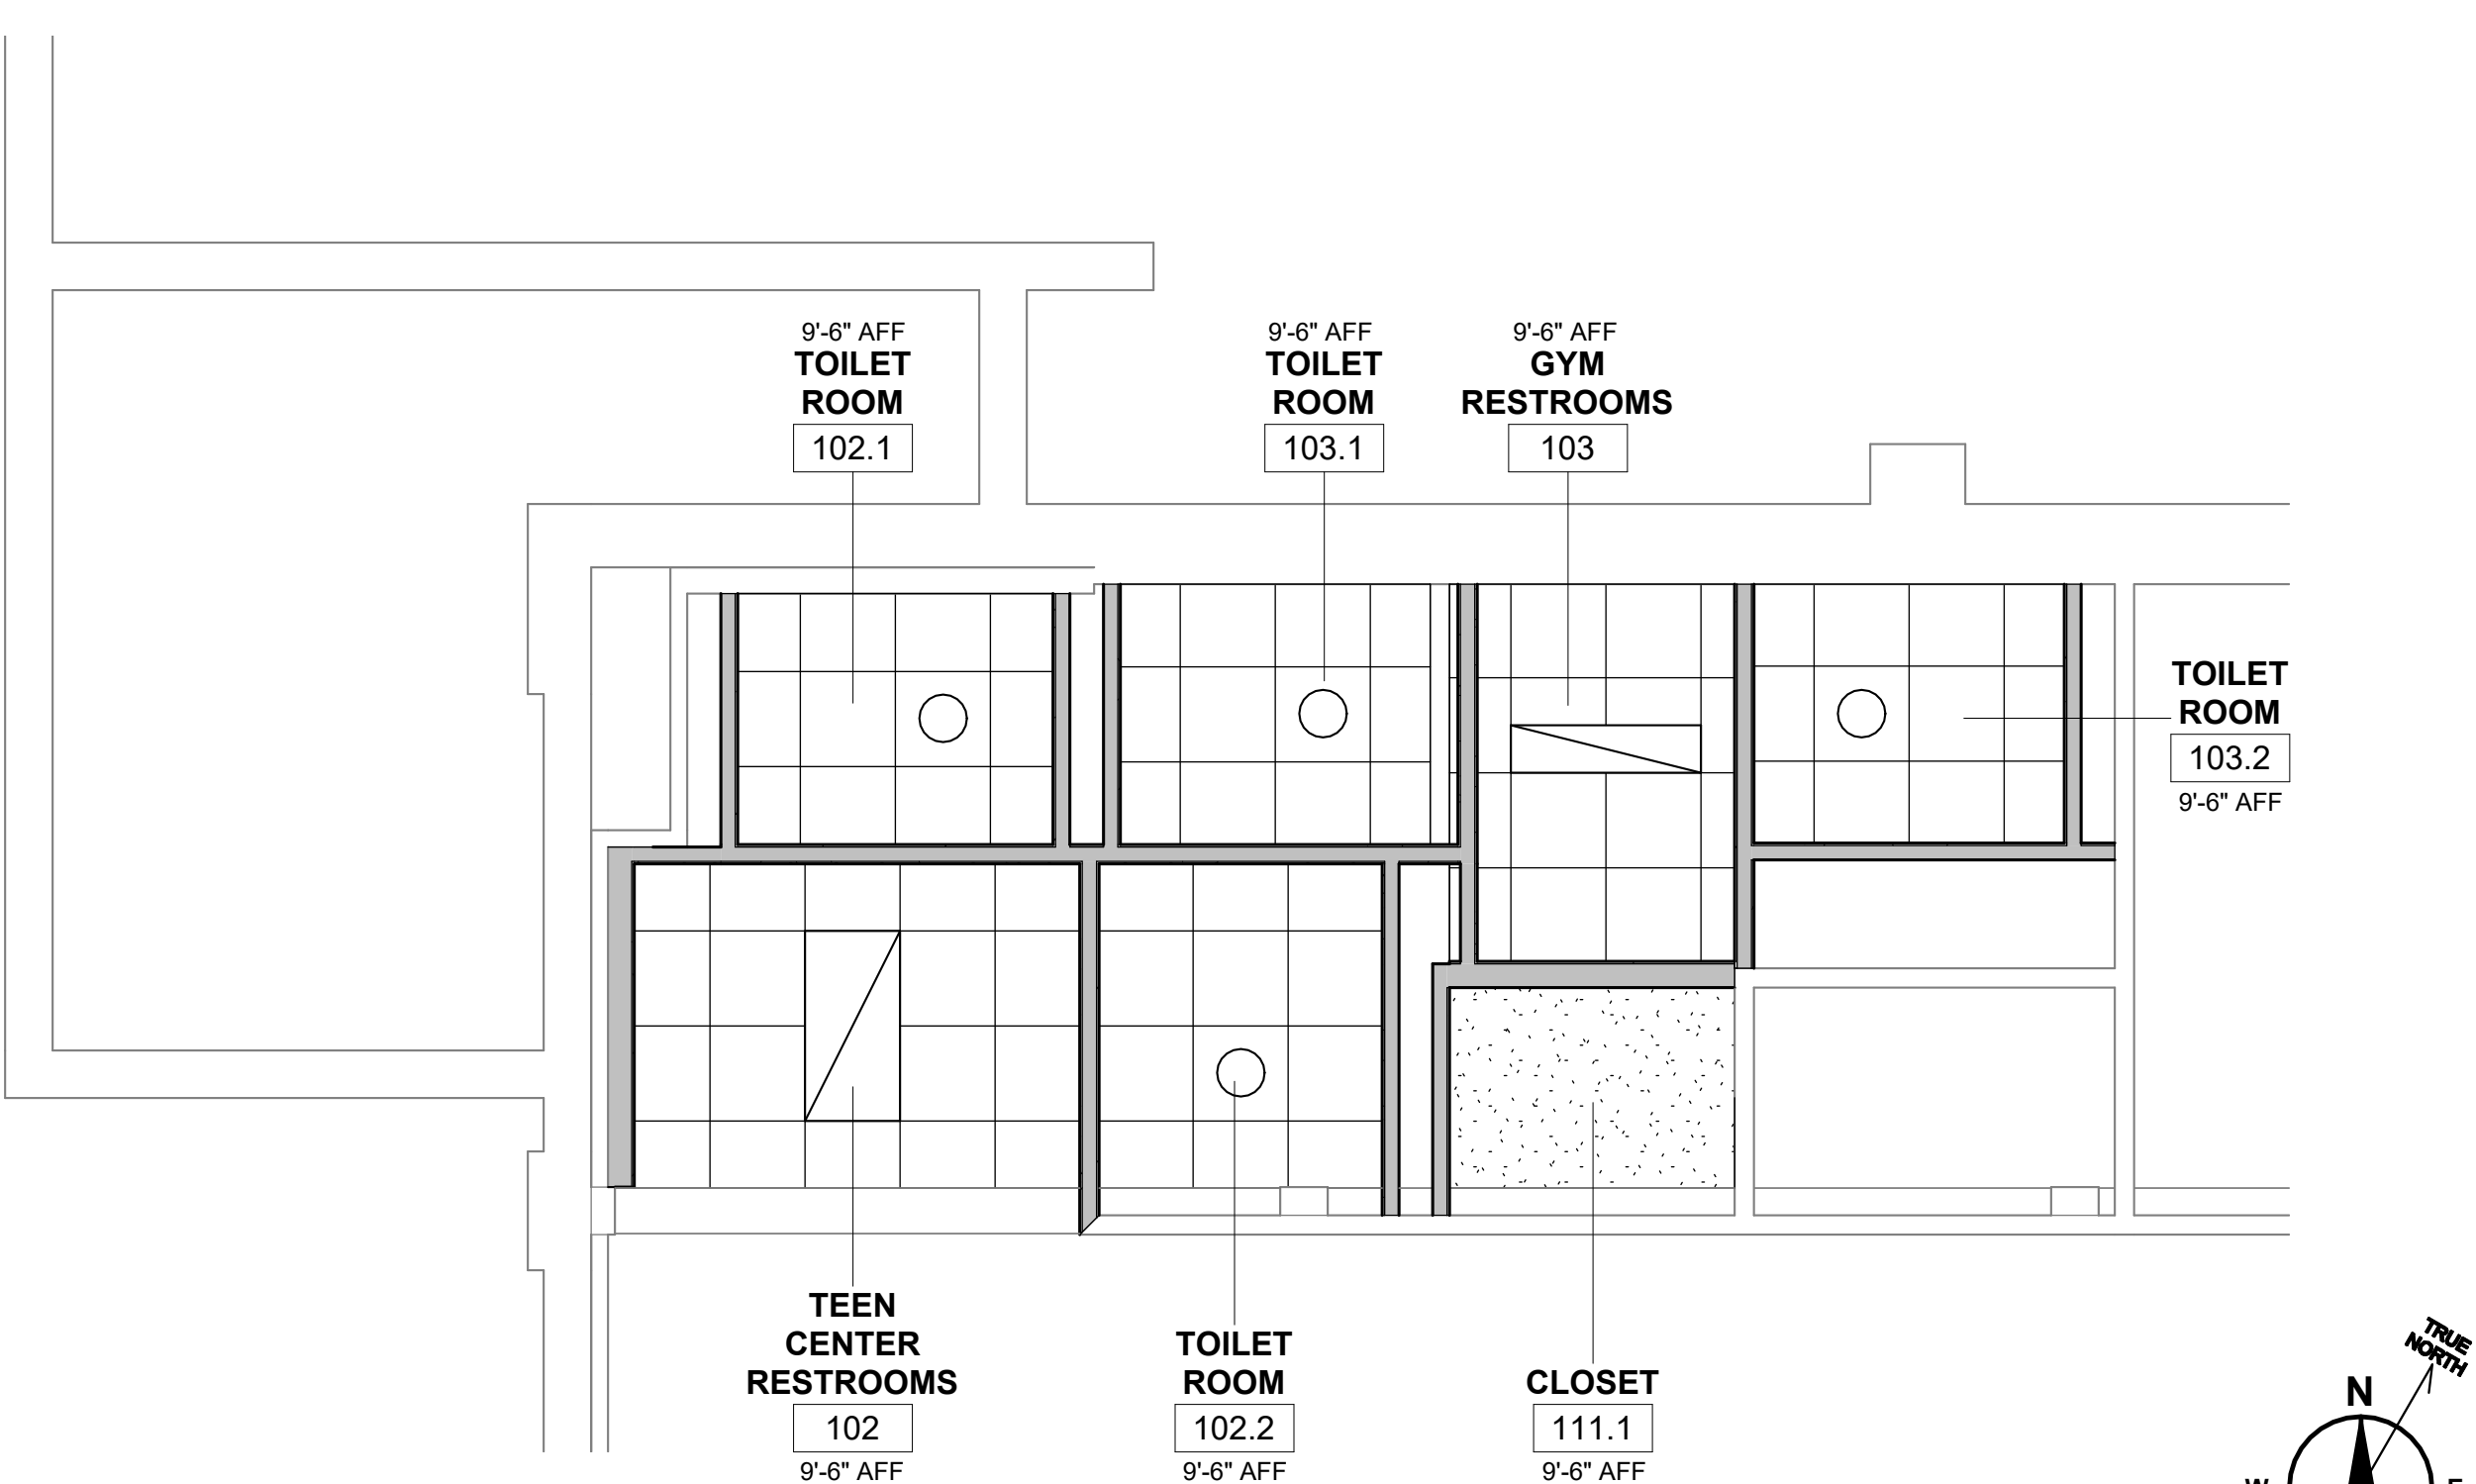 9'-6" AFF
TOILET
ROOM
102.1
9'-6" AFF
TOILET
ROOM
103.1
9'-6" AFF
GYM
RESTROOMS
103
TOILET
ROOM
103.2
9'-6" AFF
TEEN
CENTER
RESTROOMS
102
9'-6" AFF
TOILET
ROOM
102.2
9'-6" AFF
CLOSET
111.1
9'-6" AFF
TRUE
NORTH
N
W
E